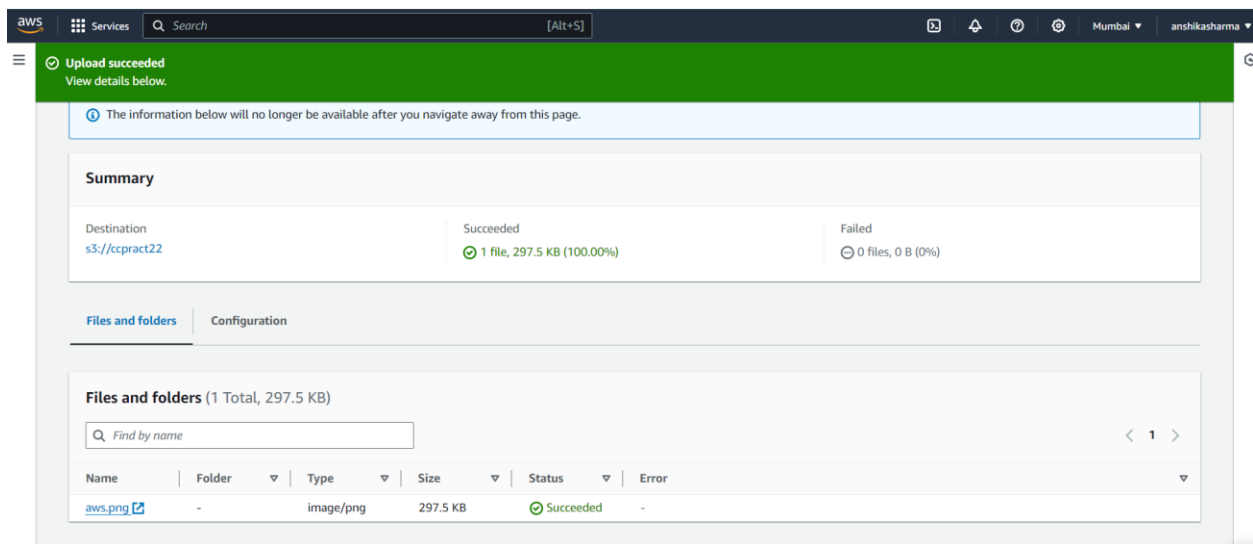 aws Services Search [Alt+S] Mumbai anshikasharma
Upload succeeded
View details below.
The information below will no longer be available after you navigate away from this page.
Summary
Destination Succeeded Failed
s3://ccpract22 1 file, 297.5 KB (100.00%) 0 files, 0 B (0%)
Files and folders Configuration
Files and folders (1 Total, 297.5 KB)
Find by name 1
Name Folder Type Size Status Error
aws.png - image/png 297.5 KB Succeeded -